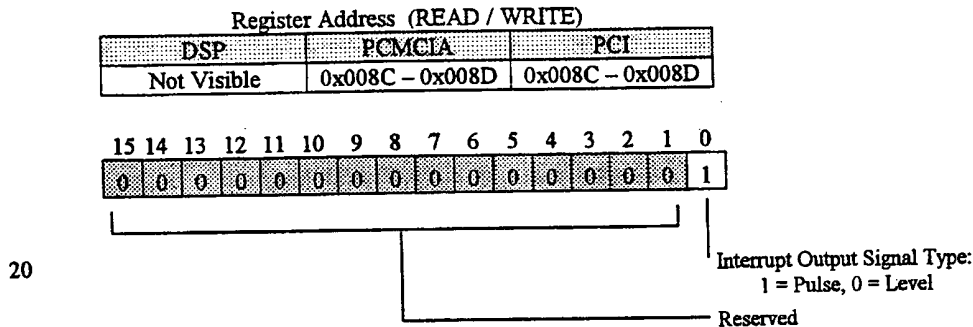 Register Address (READ / WRITE)
DSP PCMCIA PCI
Not Visible 0x008C – 0x008D 0x008C – 0x008D
15 14 13 12 11 10 9 8 7 6 5 4 3 2 1 0
0 0 0 0 0 0 0 0 0 0 0 0 0 0 0 1
20
Interrupt Output Signal Type:
1 = Pulse, 0 = Level
Reserved